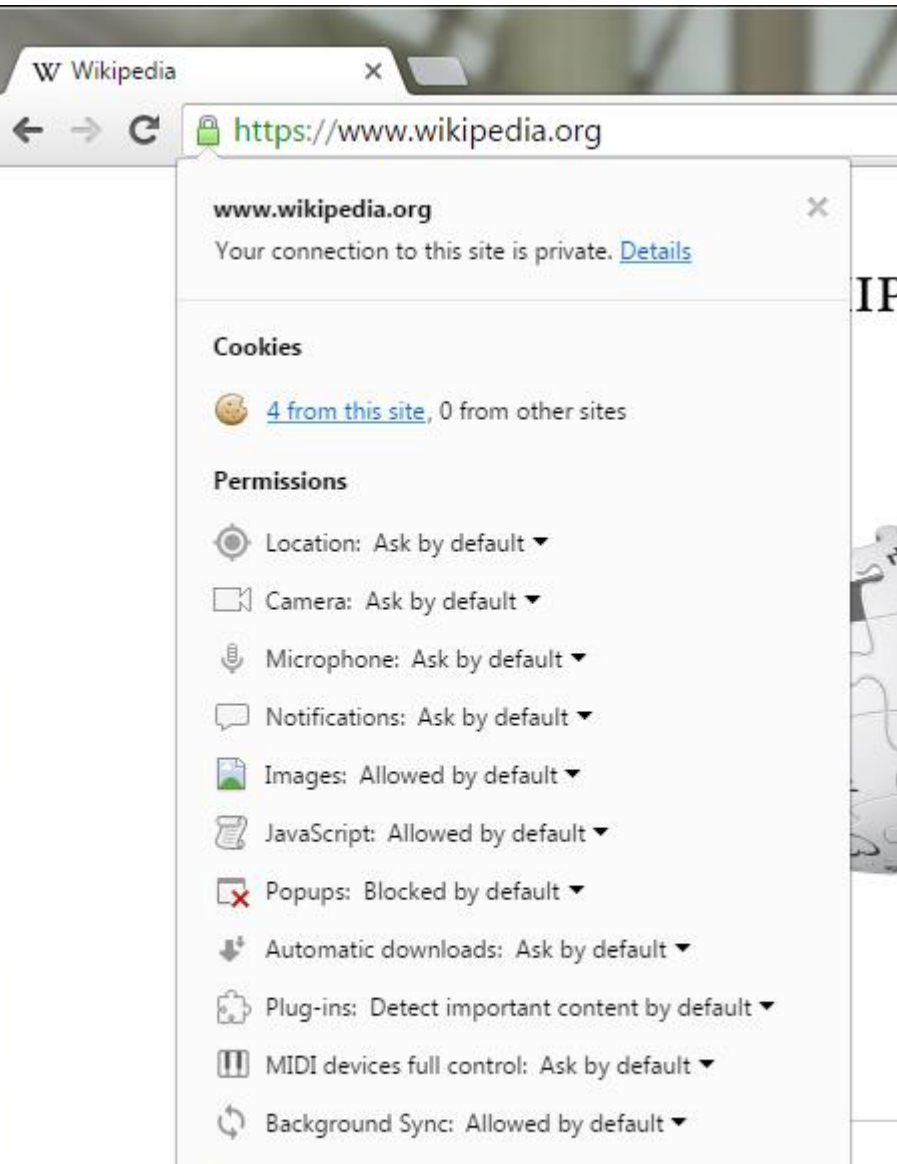 W Wikipedia
https://www.wikipedia.org
www.wikipedia.org
Your connection to this site is private. Details
IP
Cookies
4 from this site, 0 from other sites
Permissions
Location: Ask by default
Camera: Ask by default
Microphone: Ask by default
Notifications: Ask by default
Images: Allowed by default
JavaScript: Allowed by default
Popups: Blocked by default
Automatic downloads: Ask by default
Plug-ins: Detect important content by default
MIDI devices full control: Ask by default
Background Sync: Allowed by default